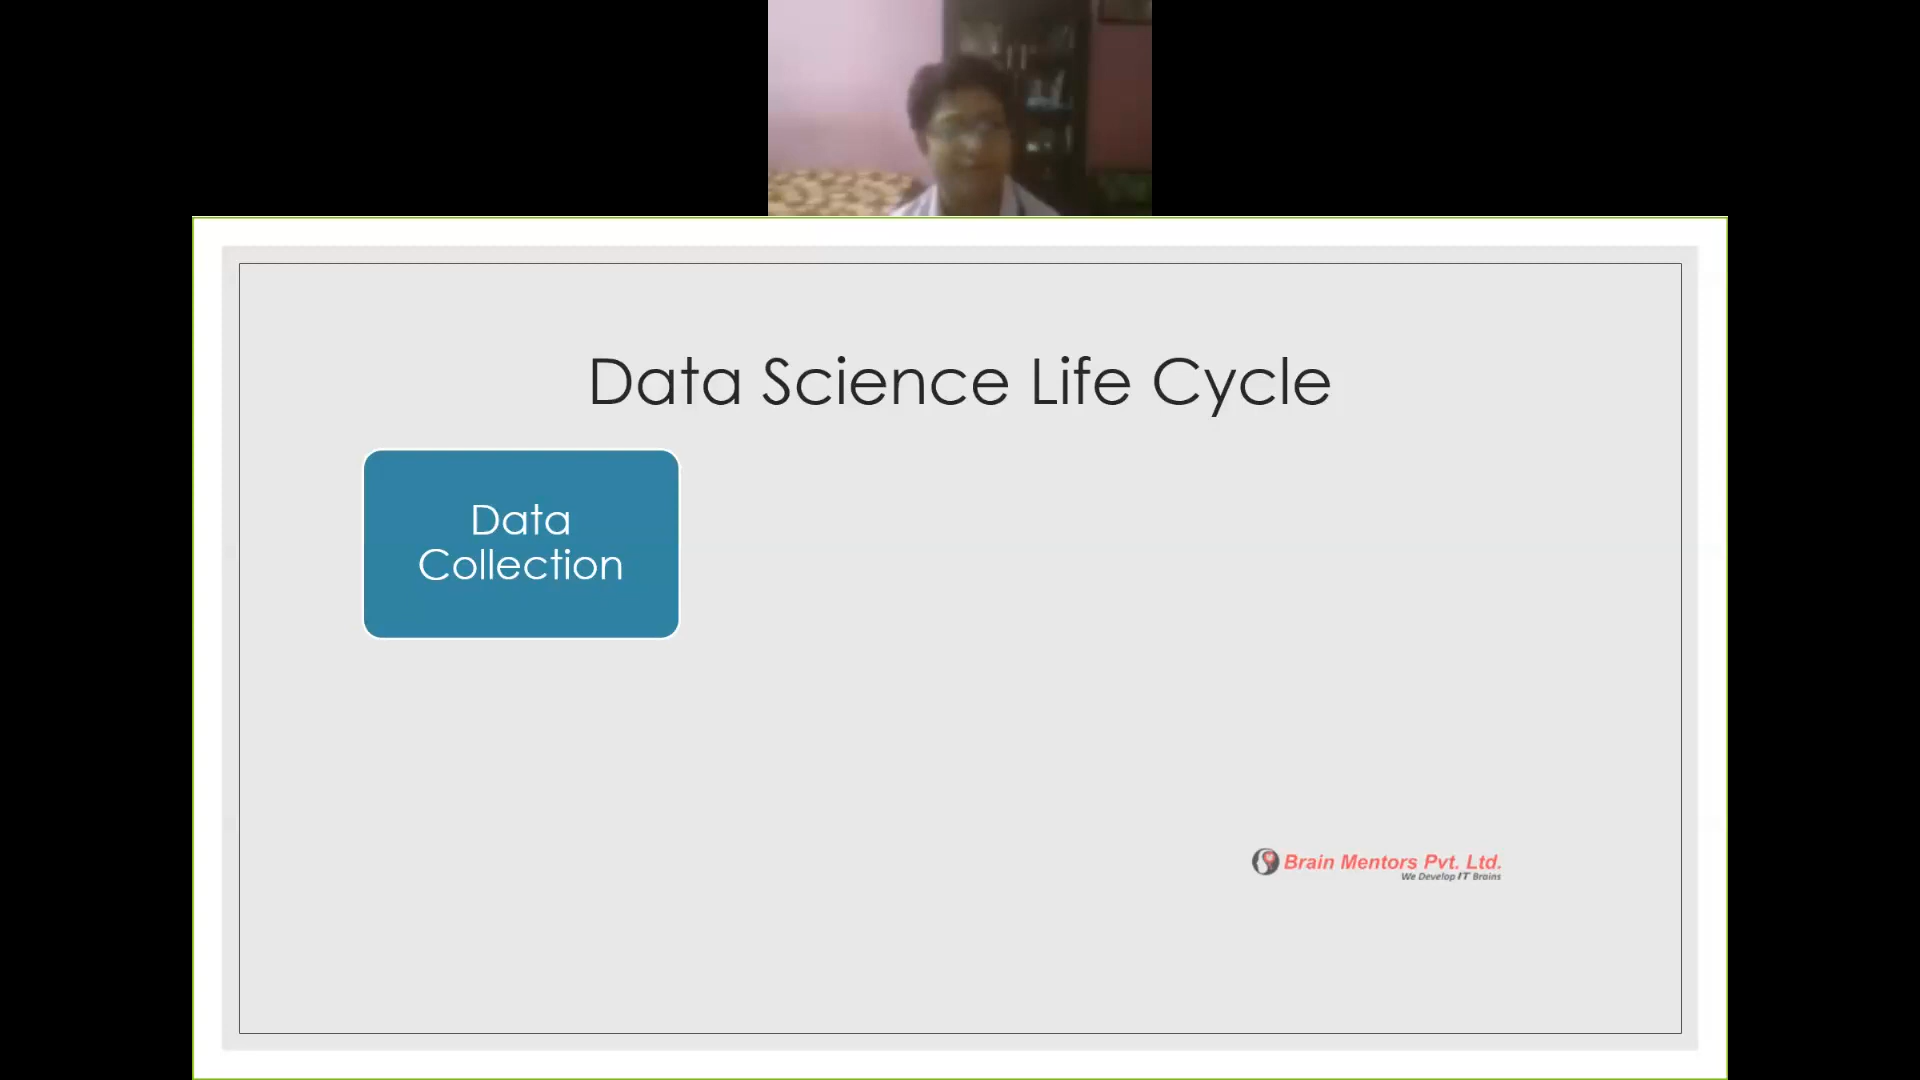 Data Science Life Cycle
Data
Collection
Brain Mentors Pvt. Ltd.
We Develop IT Brains